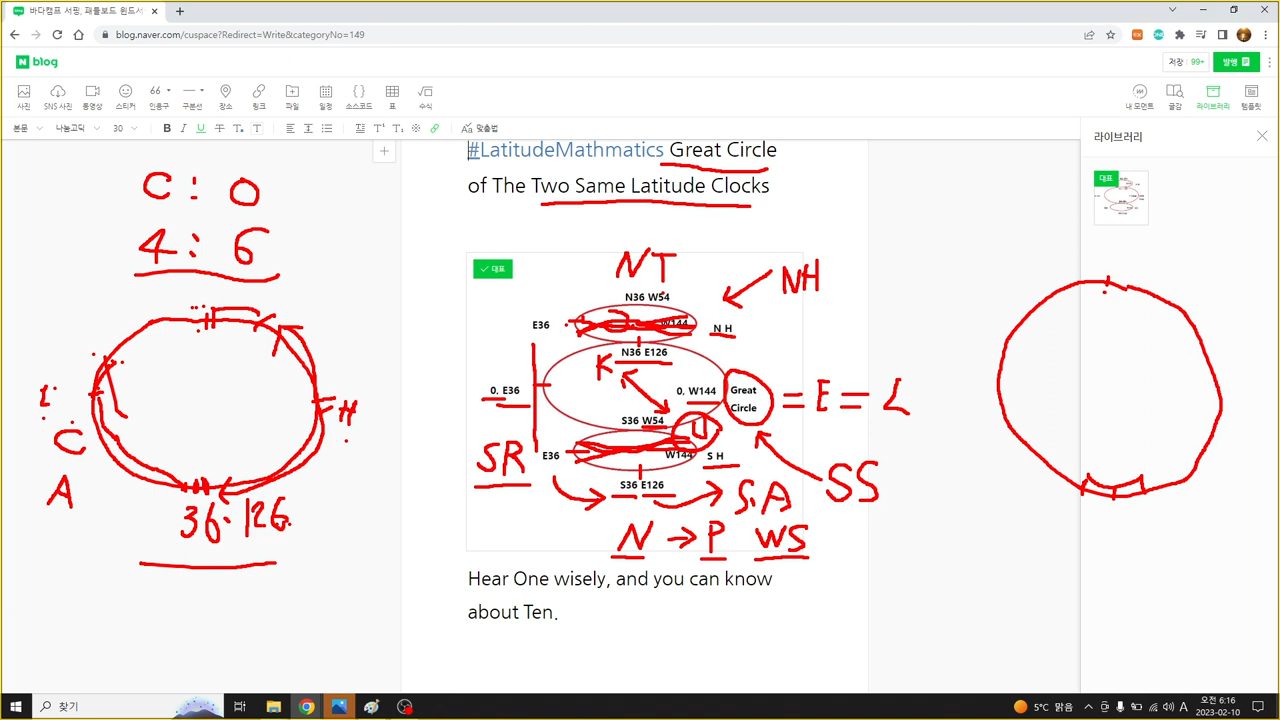 바다캠프 서핑, 패들보드 윈드서
blog.naver.com/cuspace?Redirect=Write&categoryNo=149
N blog
저장 99+ 발행
사진 SNS 사진 동영상 스티커 인용구 구분선 장소 링크 파일 일정 소스코드 표 수식
내 모먼트 글감 라이브러리 템플릿
본문 나눔고딕 30 B I U T 맞춤법
라이브러리
대표
#LatitudeMathmatics Great Circle
of The Two Same Latitude Clocks
C : 0
4 : 6
대표
NT
NH
N36 W54
E36 W144 N H
N36 E126
K
0. E36 0. W144 Great
Circle
= E = L
S36 W54
U
E36 W144 S H
S36 E126
SR
S.A
SS
N → P WS
I
H
C
A
36.126
Hear One wisely, and you can know
about Ten.
찾기
5°C 맑음
A
오전 6:16
2023-02-10